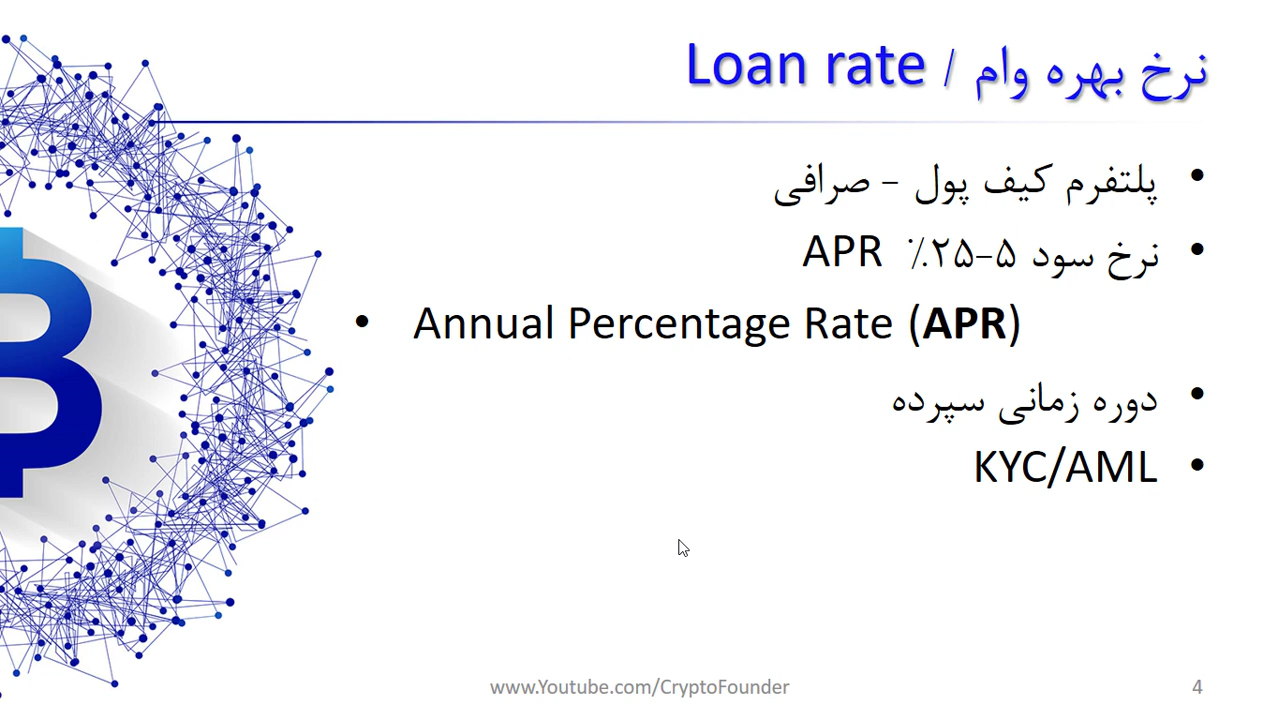 نرخ بهره وام / Loan rate
• پلتفرم کیف پول - صرافی
• نرخ سود ۵-۲۵٪ APR
• Annual Percentage Rate (APR)
• دوره زمانی سپرده
• KYC/AML
www.Youtube.com/CryptoFounder
4